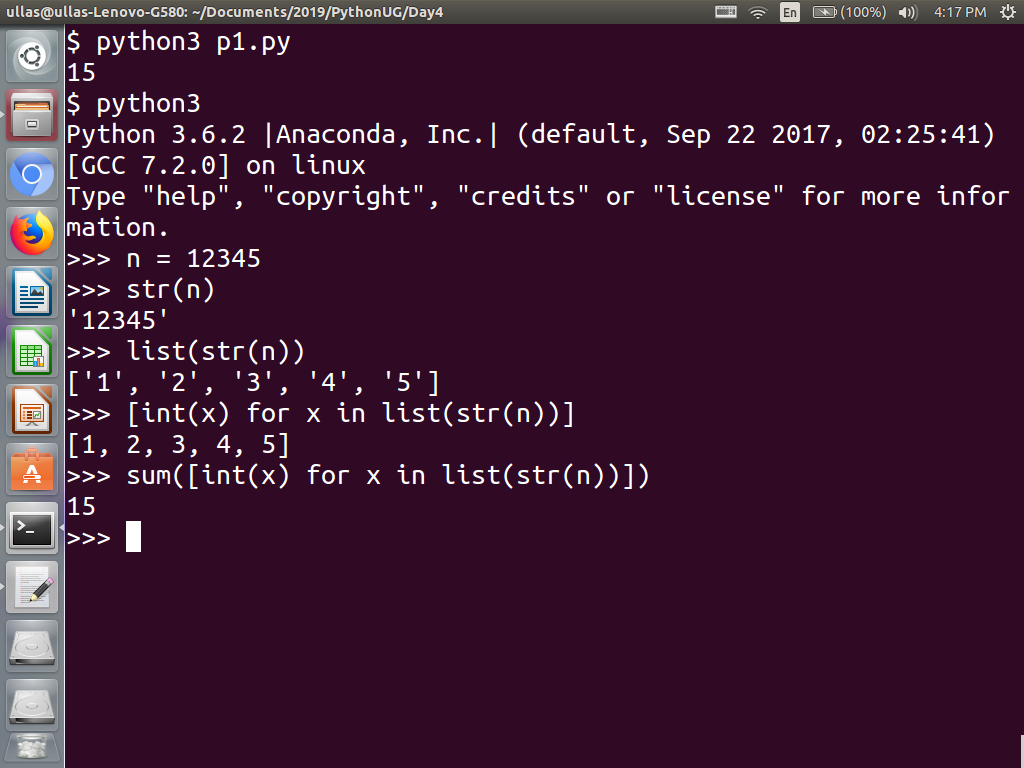 ullas@ullas-Lenovo-G580: ~/Documents/2019/PythonUG/Day4 En (100%) 4:17 PM
$ python3 p1.py
15
$ python3
Python 3.6.2 |Anaconda, Inc.| (default, Sep 22 2017, 02:25:41)
[GCC 7.2.0] on linux
Type "help", "copyright", "credits" or "license" for more infor
mation.
>>> n = 12345
>>> str(n)
'12345'
>>> list(str(n))
['1', '2', '3', '4', '5']
>>> [int(x) for x in list(str(n))]
[1, 2, 3, 4, 5]
>>> sum([int(x) for x in list(str(n))])
15
>>>